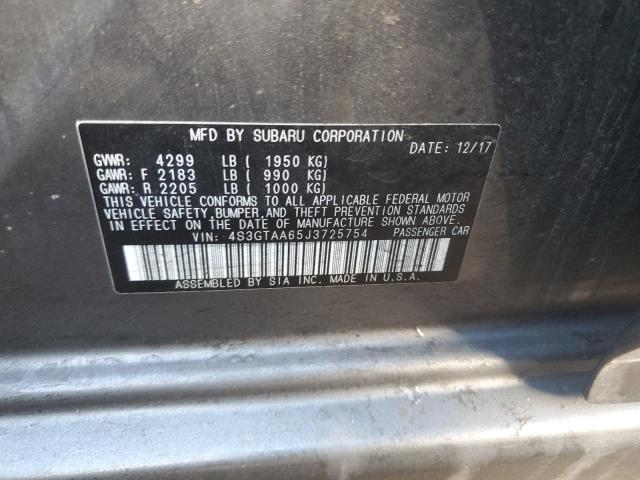 MFD BY SUBARU CORPORATION
DATE: 12/17
GVWR: 4299 LB ( 1950 KG)
GAWR: F 2183 LB ( 990 KG)
GAWR: R 2205 LB ( 1000 KG)
THIS VEHICLE CONFORMS TO ALL APPLICABLE FEDERAL MOTOR
VEHICLE SAFETY, BUMPER, AND THEFT PREVENTION STANDARDS
IN EFFECT ON THE DATE OF MANUFACTURE SHOWN ABOVE.
VIN: 4S3GTAA65J3725754 PASSENGER CAR
ASSEMBLED BY SIA INC. MADE IN U.S.A.